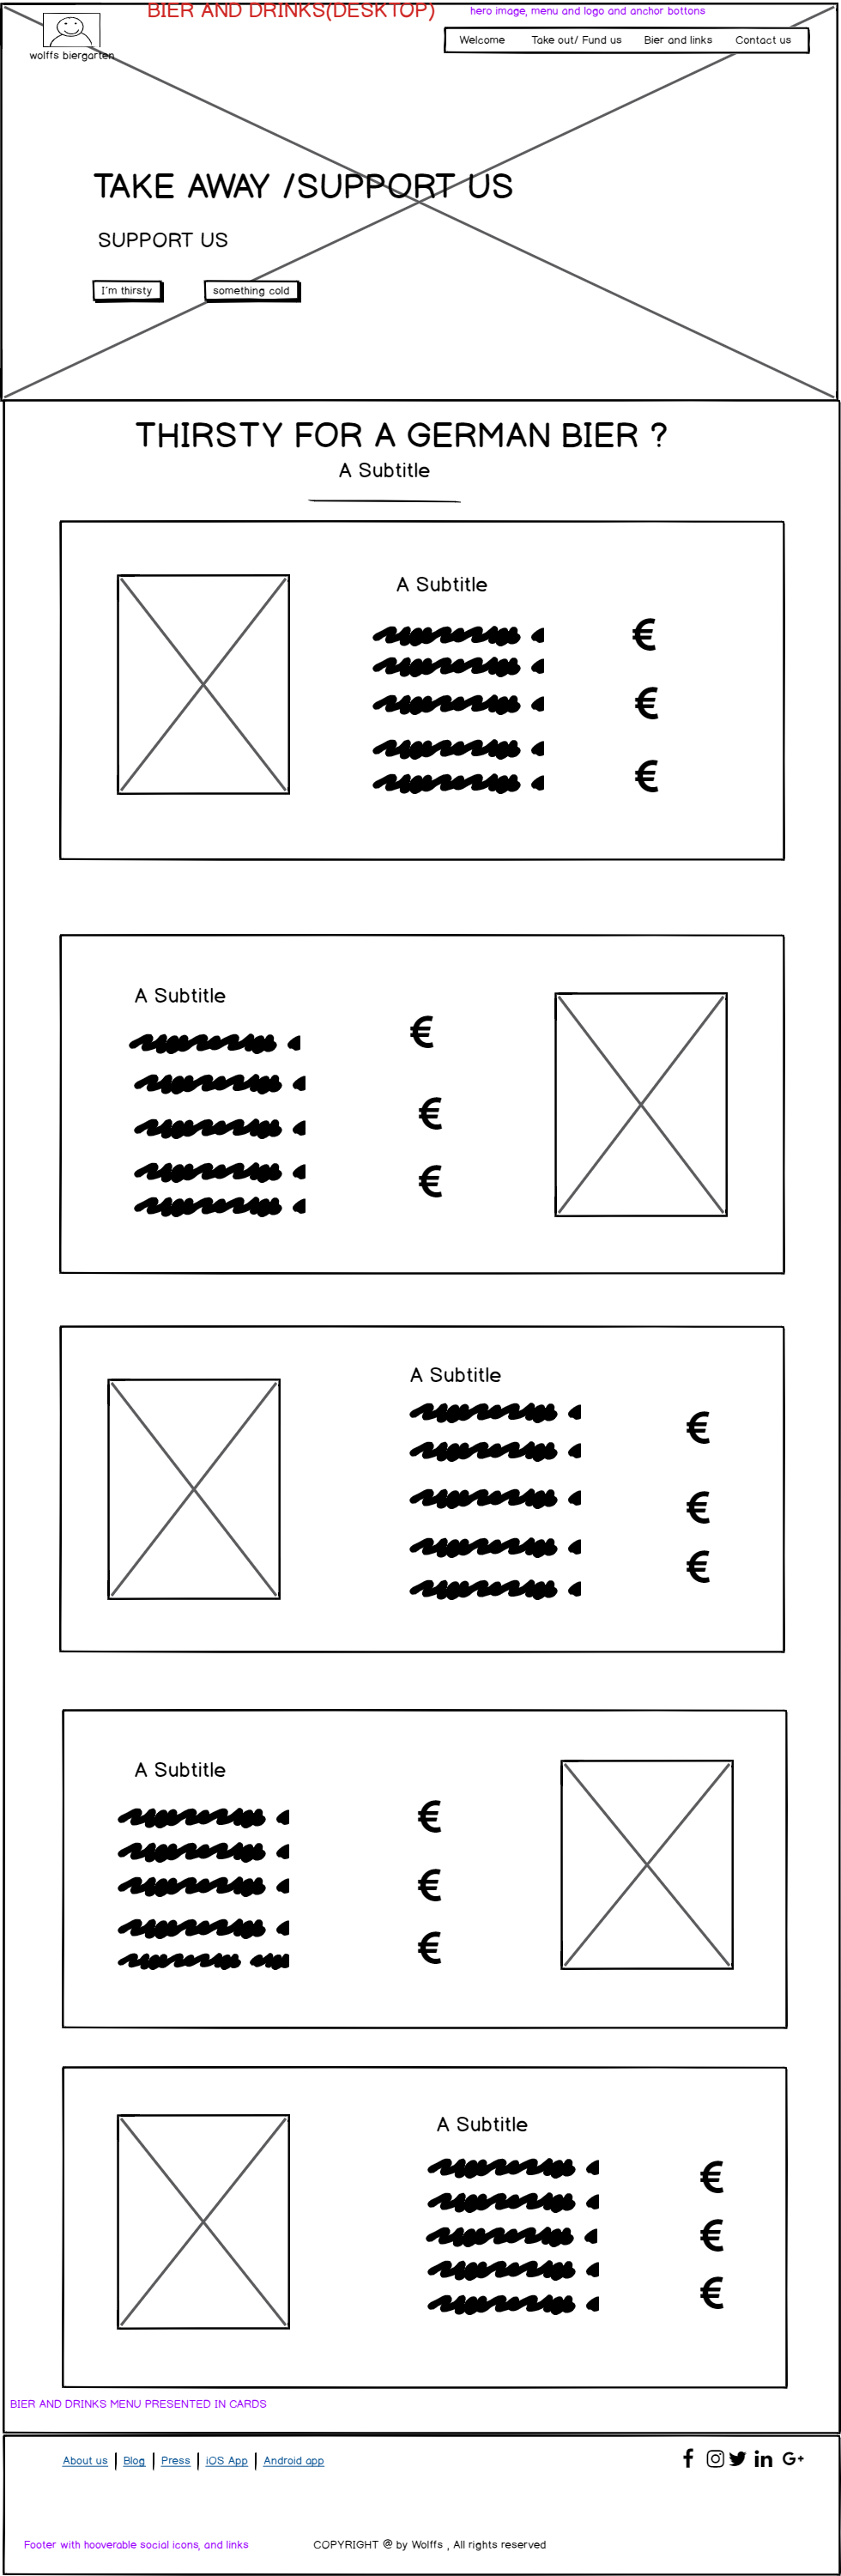 BIER AND DRINKS(DESKTOP)
hero image, menu and logo and anchor bottons
wolffs biergarten
Welcome Take out/ Fund us Bier and links Contact us
TAKE AWAY /SUPPORT US
SUPPORT US
I'm thirsty something cold
THIRSTY FOR A GERMAN BIER ?
A Subtitle
A Subtitle
€
€
€
A Subtitle
€
€
€
A Subtitle
€
€
€
A Subtitle
€
€
€
A Subtitle
€
€
€
BIER AND DRINKS MENU PRESENTED IN CARDS
About us | Blog | Press | iOS App | Android app
f in G+
Footer with hooverable social icons, and links
COPYRIGHT @ by Wolffs , All rights reserved